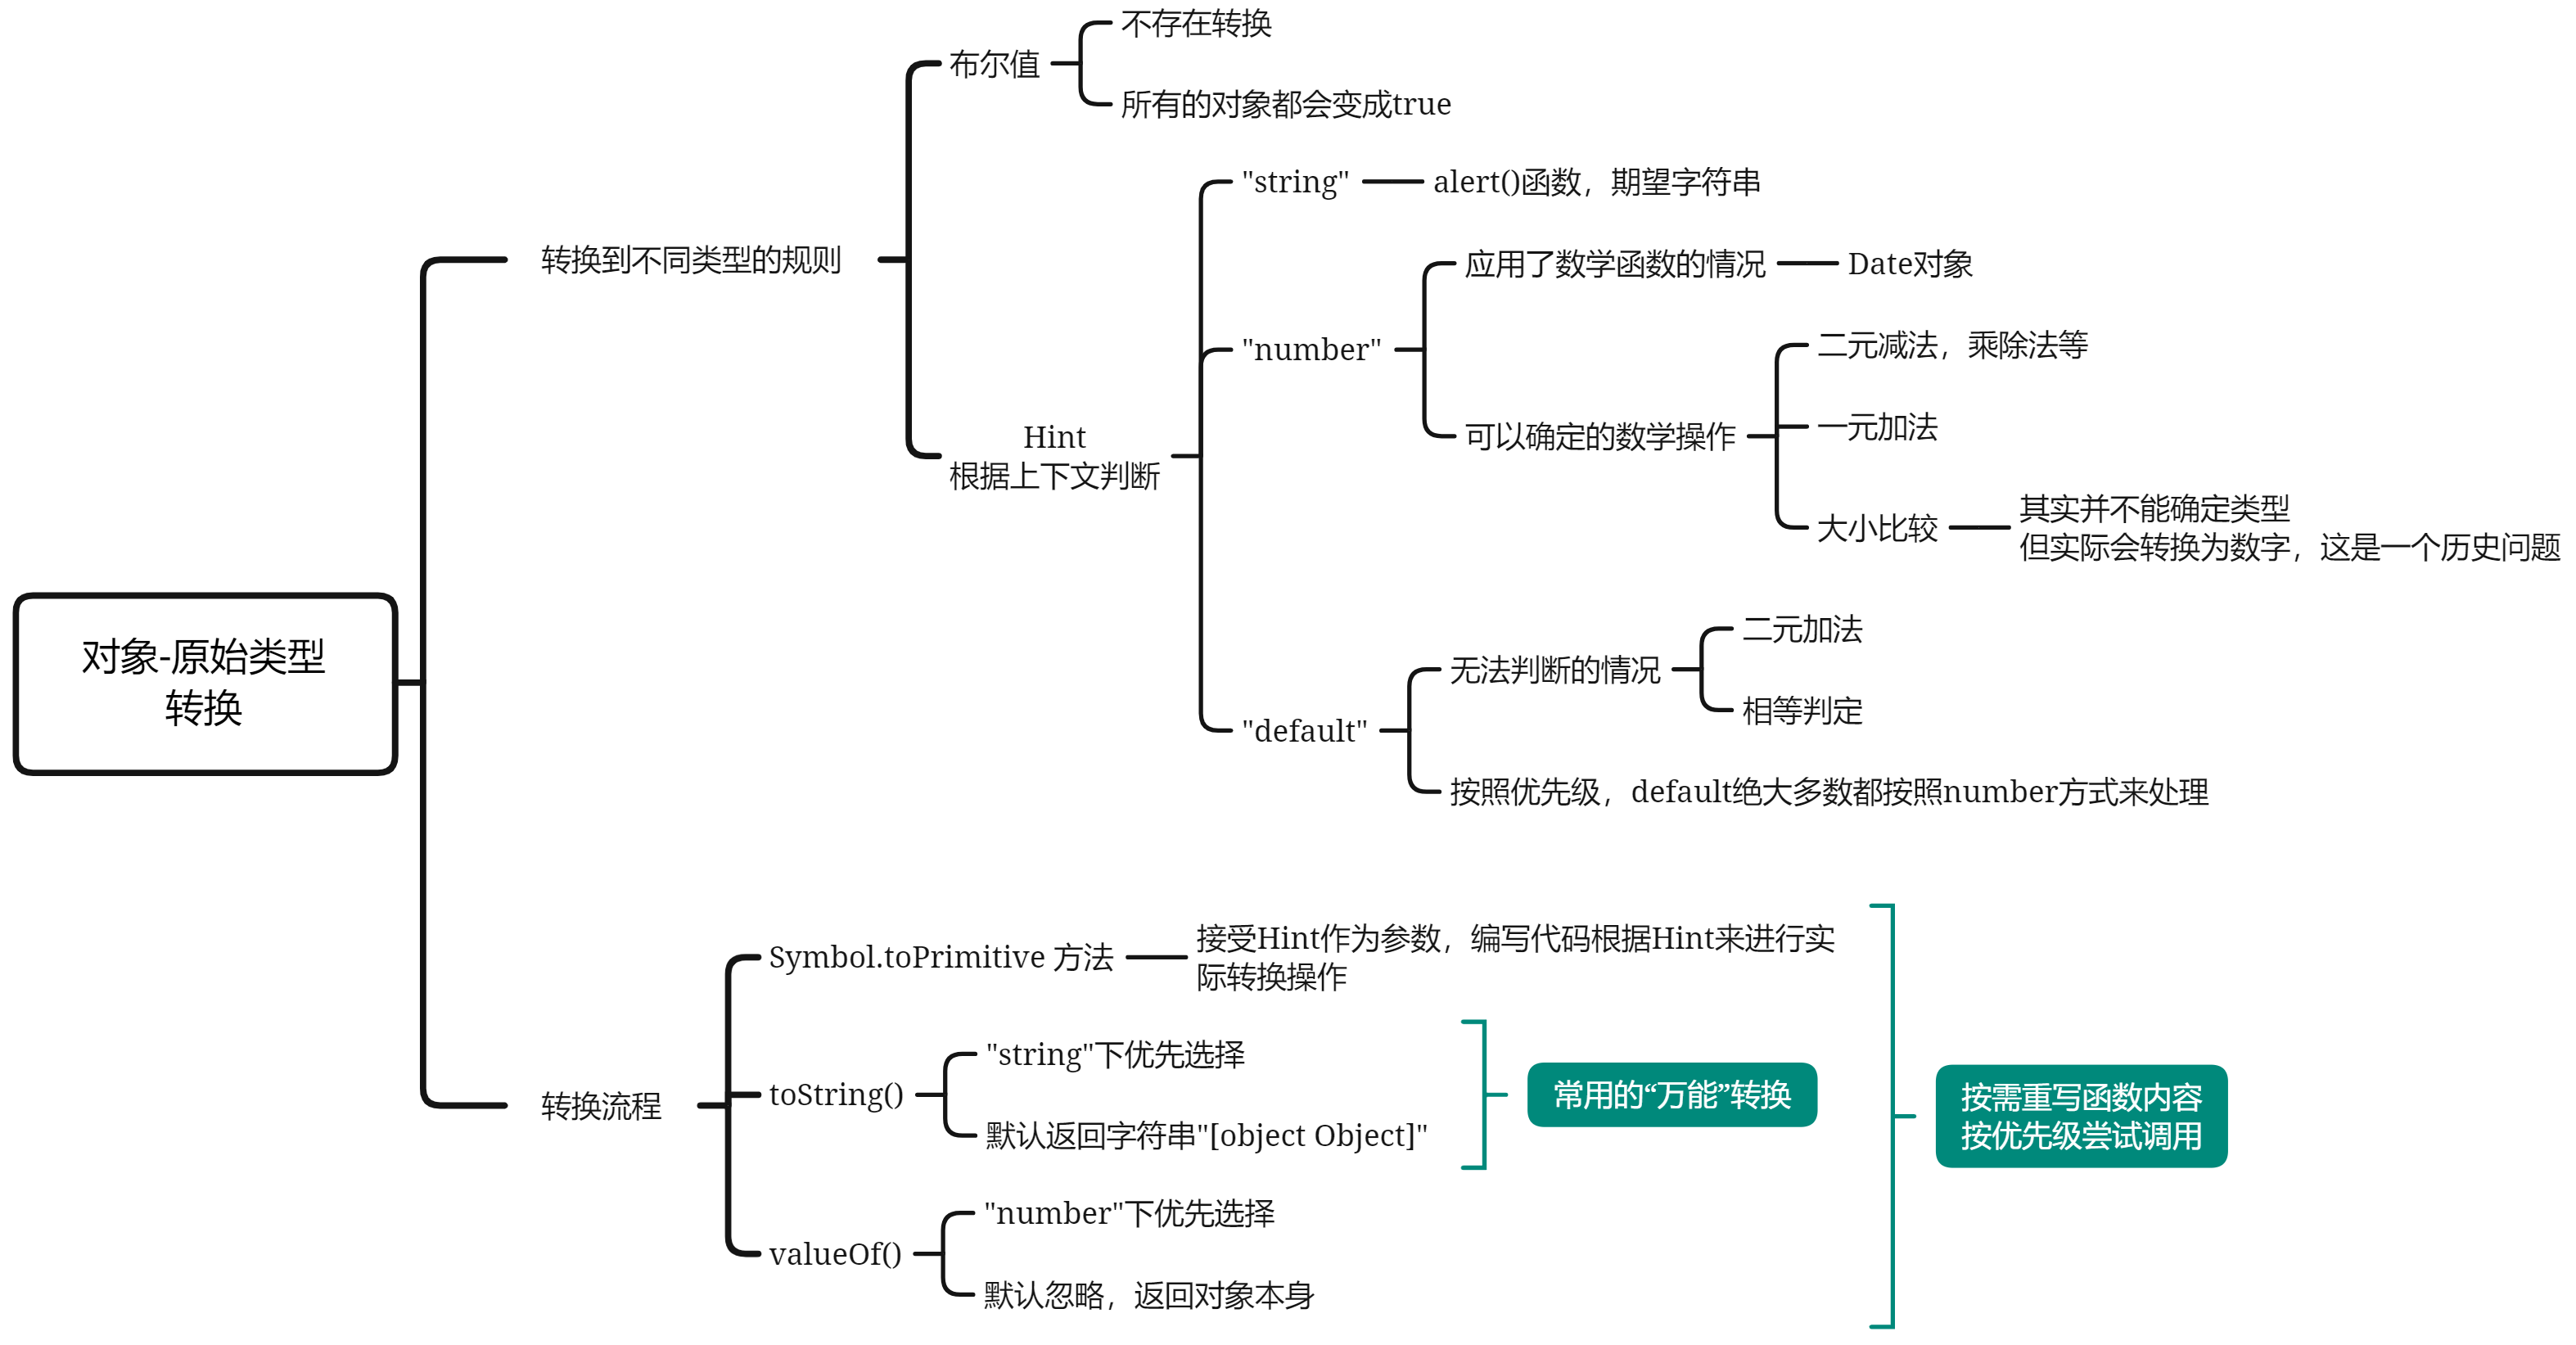 对象-原始类型
转换
转换到不同类型的规则
布尔值
不存在转换
所有的对象都会变成true
Hint
根据上下文判断
"string"
alert()函数，期望字符串
"number"
应用了数学函数的情况
Date对象
可以确定的数学操作
二元减法，乘除法等
一元加法
大小比较
其实并不能确定类型
但实际会转换为数字，这是一个历史问题
"default"
无法判断的情况
二元加法
相等判定
按照优先级，default绝大多数都按照number方式来处理
转换流程
Symbol.toPrimitive 方法
接受Hint作为参数，编写代码根据Hint来进行实
际转换操作
toString()
"string"下优先选择
默认返回字符串"[object Object]"
常用的“万能”转换
valueOf()
"number"下优先选择
默认忽略，返回对象本身
按需重写函数内容
按优先级尝试调用